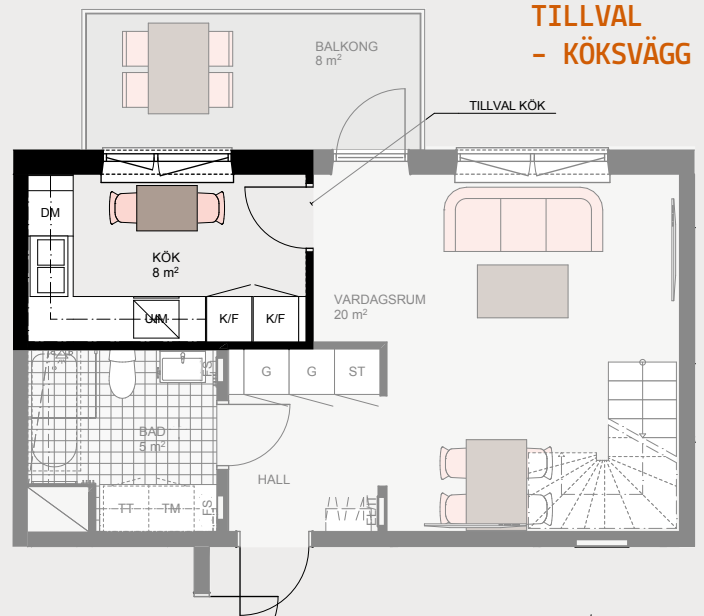 TILLVAL
- KÖKSVÄGG
BALKONG
8 m²
TILLVAL KÖK
DM
KÖK
8 m²
U/M
K/F
K/F
VARDAGSRUM
20 m²
G
G
ST
FS
BAD
5 m²
HALL
TT
TM
FS